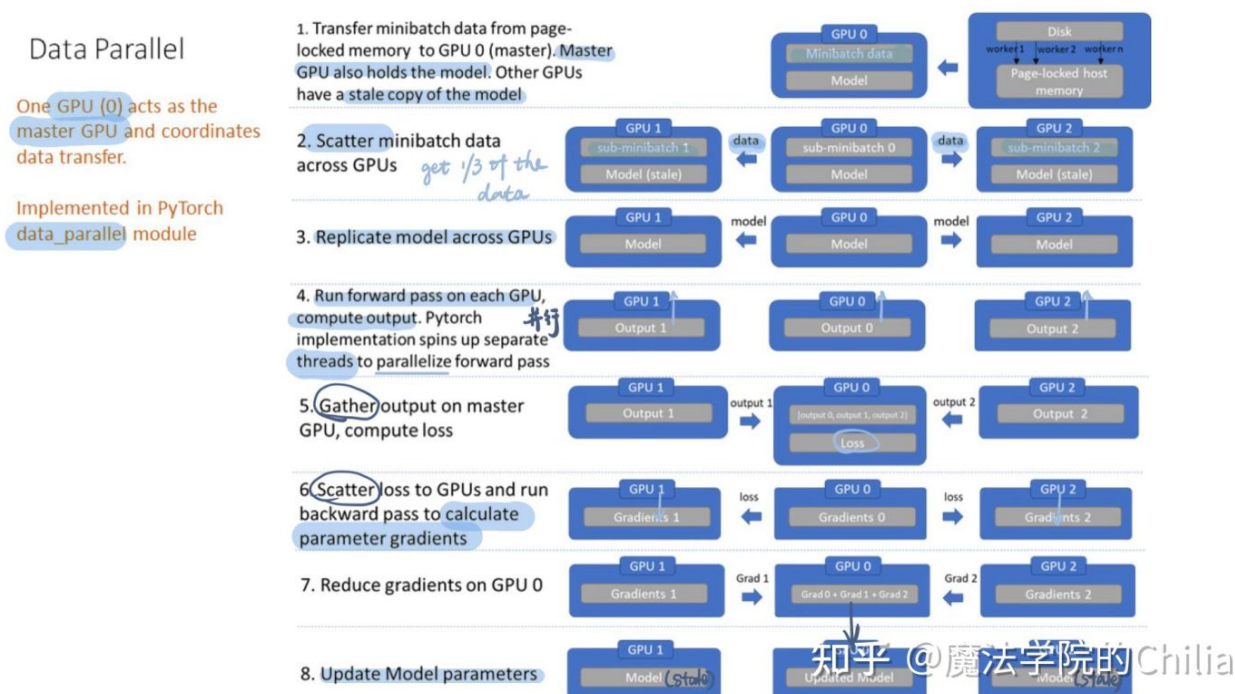 Data Parallel
One GPU (0) acts as the
master GPU and coordinates
data transfer.
Implemented in PyTorch
data_parallel module
1. Transfer minibatch data from page-
locked memory to GPU 0 (master). Master
GPU also holds the model. Other GPUs
have a stale copy of the model
GPU 0
Minibatch data
Model
Disk
worker 1 worker 2 worker n
Page-locked host
memory
2. Scatter minibatch data
across GPUs
get 1/3 of the
data
GPU 1
sub-minibatch 1
Model (stale)
data
GPU 0
sub-minibatch 0
Model
data
GPU 2
sub-minibatch 2
Model (stale)
3. Replicate model across GPUs
GPU 1
Model
model
GPU 0
Model
model
GPU 2
Model
4. Run forward pass on each GPU,
compute output. Pytorch
implementation spins up separate
threads to parallelize forward pass
并行
GPU 1
Output 1
GPU 0
Output 0
GPU 2
Output 2
5. Gather output on master
GPU, compute loss
GPU 1
Output 1
output 1
GPU 0
[output 0, output 1, output 2]
Loss
output 2
GPU 2
Output 2
6. Scatter loss to GPUs and run
backward pass to calculate
parameter gradients
GPU 1
Gradients 1
loss
GPU 0
Gradients 0
loss
GPU 2
Gradients 2
7. Reduce gradients on GPU 0
GPU 1
Gradients 1
Grad 1
GPU 0
Grad 0 + Grad 1 + Grad 2
Grad 2
GPU 2
Gradients 2
8. Update Model parameters
GPU 1
Model (stale)
Updated Model
Model (stale)
知乎 @魔法学院的Chilia